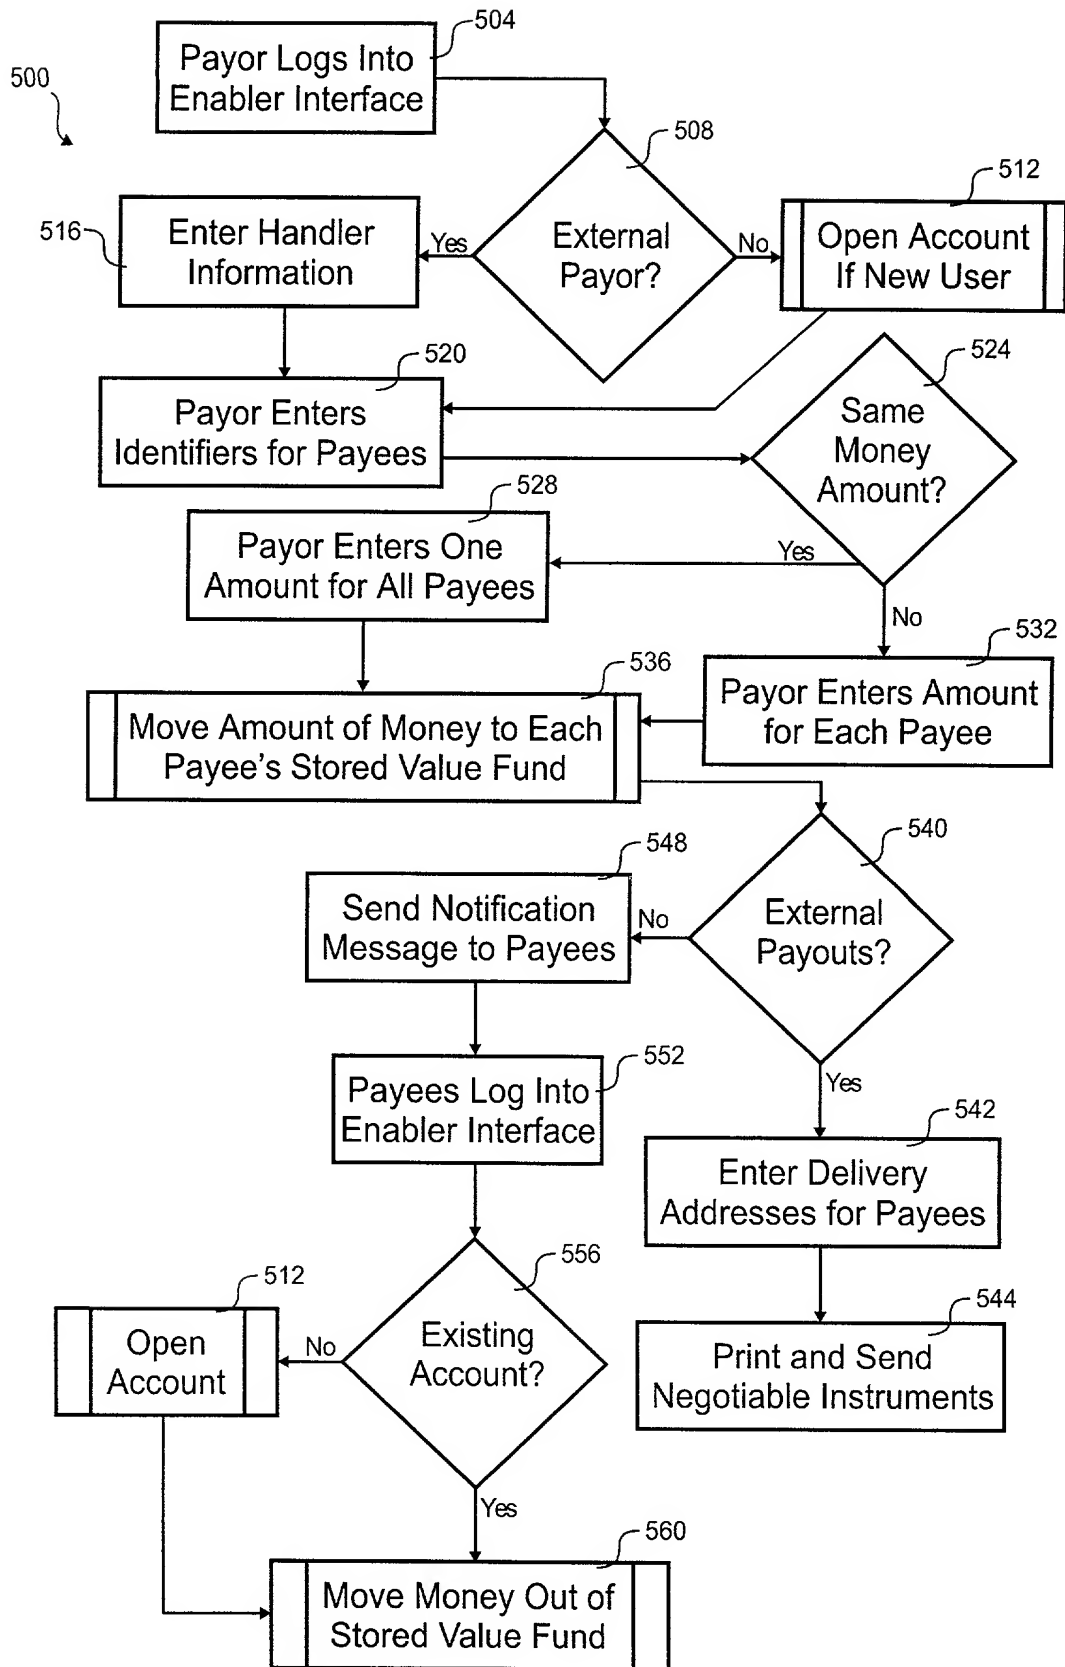 504
Payor Logs Into
Enabler Interface
500
508
512
516
Enter Handler
Information
Yes
External
Payor?
No
Open Account
If New User
520
524
Payor Enters
Identifiers for Payees
Same
Money
Amount?
528
Payor Enters One
Amount for All Payees
Yes
No
532
536
Move Amount of Money to Each
Payee's Stored Value Fund
Payor Enters Amount
for Each Payee
540
548
Send Notification
Message to Payees
No
External
Payouts?
552
Payees Log Into
Enabler Interface
Yes
542
Enter Delivery
Addresses for Payees
556
512
Open
Account
No
Existing
Account?
544
Print and Send
Negotiable Instruments
Yes
560
Move Money Out of
Stored Value Fund